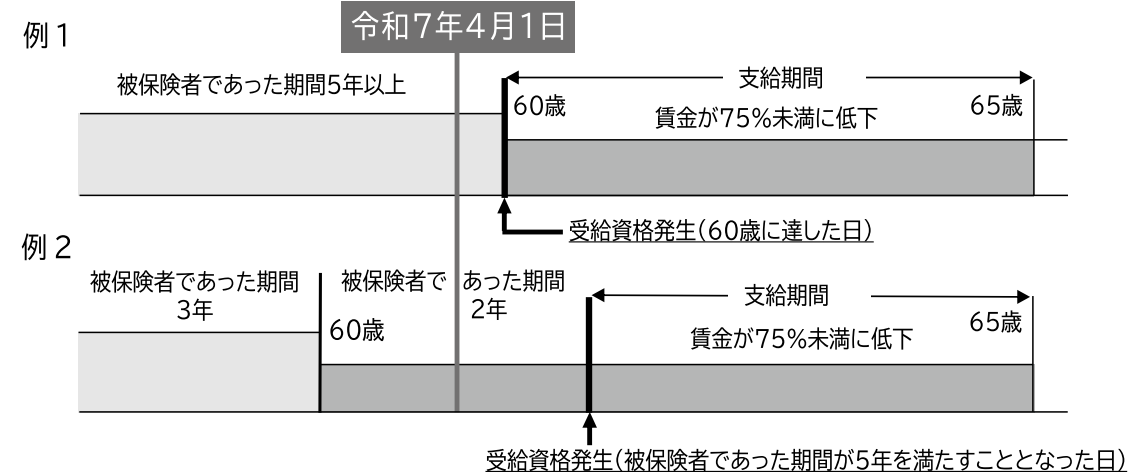 令和7年4月1日
例1
被保険者であった期間5年以上
支給期間
60歳
65歳
賃金が75%未満に低下
受給資格発生(60歳に達した日)
例2
被保険者であった期間
3年
被保険者で あった期間
2年
支給期間
60歳
65歳
賃金が75%未満に低下
受給資格発生(被保険者であった期間が5年を満たすこととなった日)